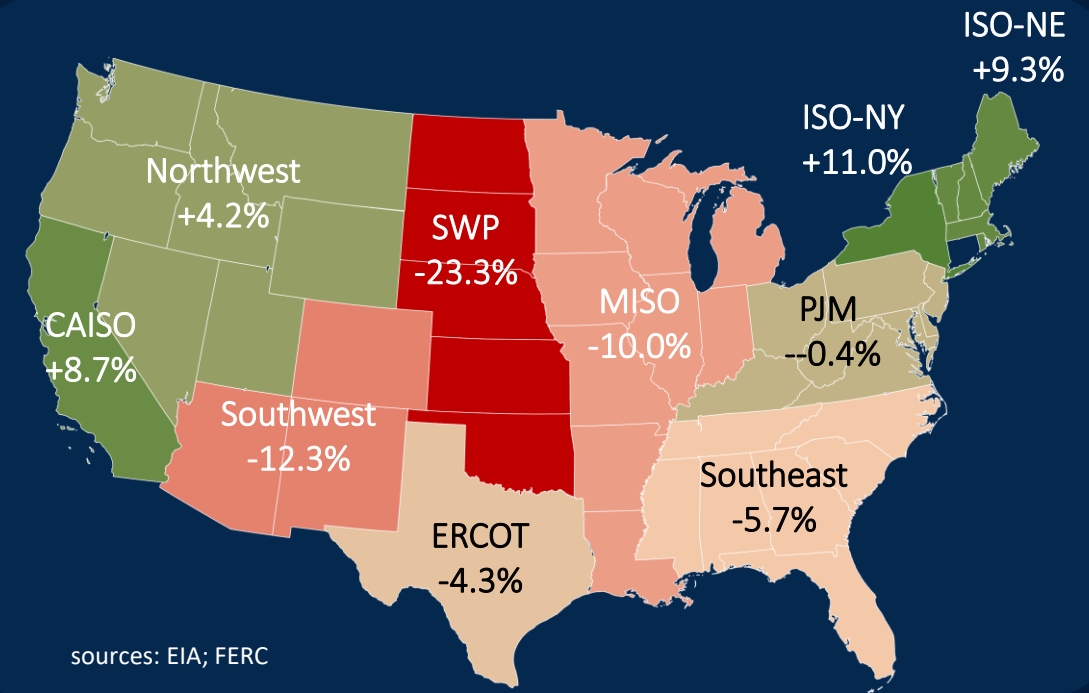 ISO-NE
+9.3%
ISO-NY
+11.0%
Northwest
+4.2%
SWP
-23.3%
CAISO
+8.7%
MISO
-10.0%
PJM
--0.4%
Southwest
-12.3%
Southeast
-5.7%
ERCOT
-4.3%
sources: EIA; FERC